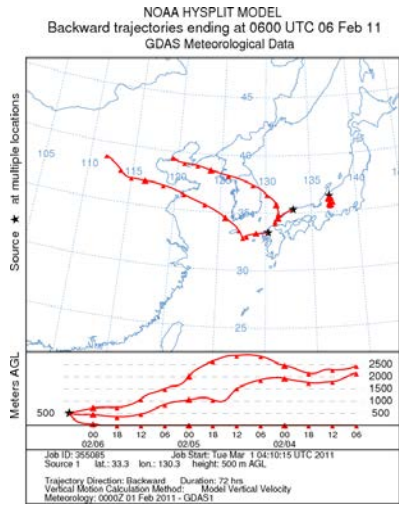 NOAA HYSPLIT MODEL
Backward trajectories ending at 0600 UTC 06 Feb 11
GDAS Meteorological Data
Source ★ at multiple locations
105
110
115
120
125
130
135
140
145
45
40
40
35
35
30
25
Meters AGL
500
2500
2000
1500
1000
500
00 18 12 06 00 18 12 06 00 18 12 06
02/06 02/05 02/04
Job ID: 355085 Job Start: Tue Mar 1 04:10:15 UTC 2011
Source 1 lat.: 33.3 lon.: 130.3 height: 500 m AGL
Trajectory Direction: Backward Duration: 72 hrs
Vertical Motion Calculation Method: Model Vertical Velocity
Meteorology: 0000Z 01 Feb 2011 - GDAS1